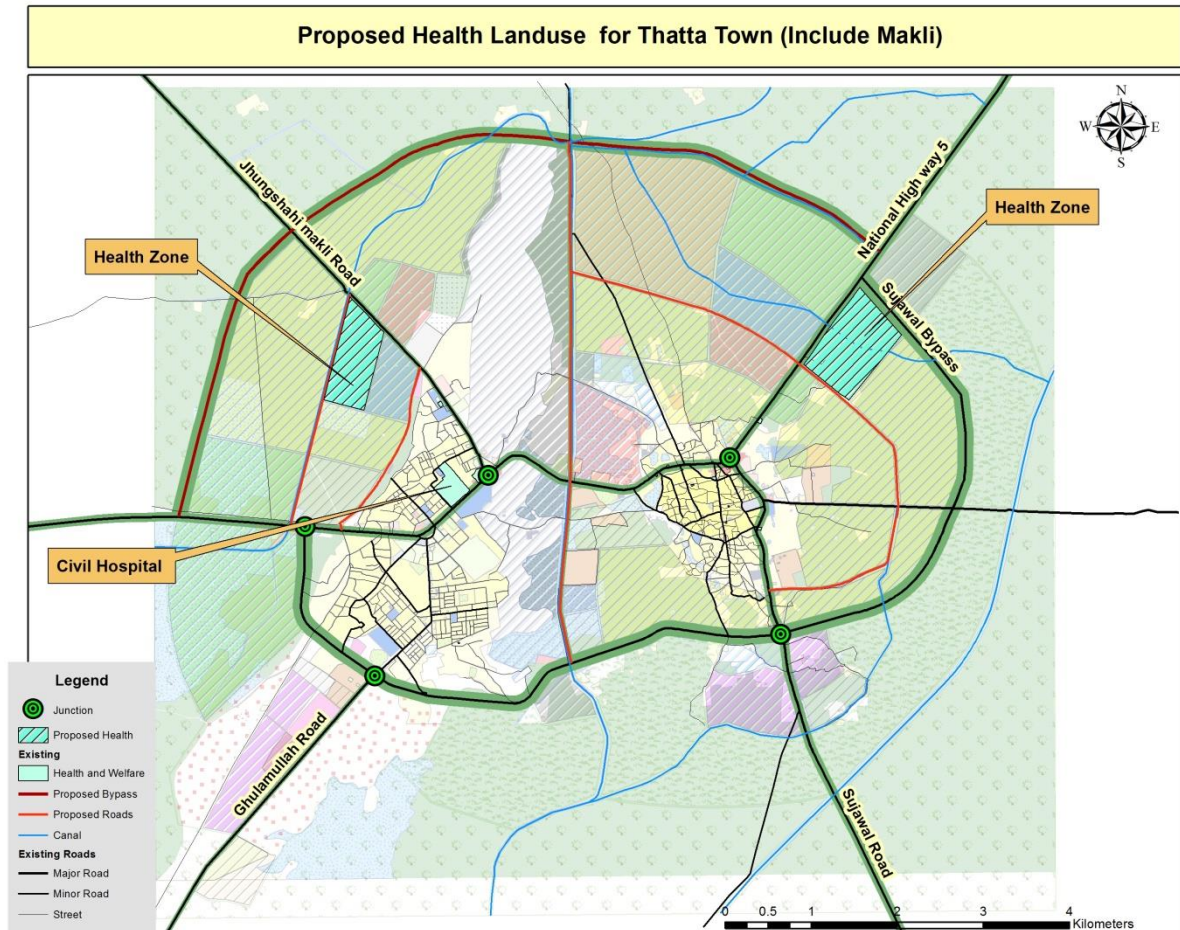 Proposed Health Landuse for Thatta Town (Include Makli)
N
W
E
S
Jhungshahi makli Road
National High way 5
Health Zone
Health Zone
Sujawal Bypass
Civil Hospital
Ghulamullah Road
Sujawal Road
Legend
Junction
Proposed Health
Existing
Health and Welfare
Proposed Bypass
Proposed Roads
Canal
Existing Roads
Major Road
Minor Road
Street
0 0.5 1 2 3 4
Kilometers